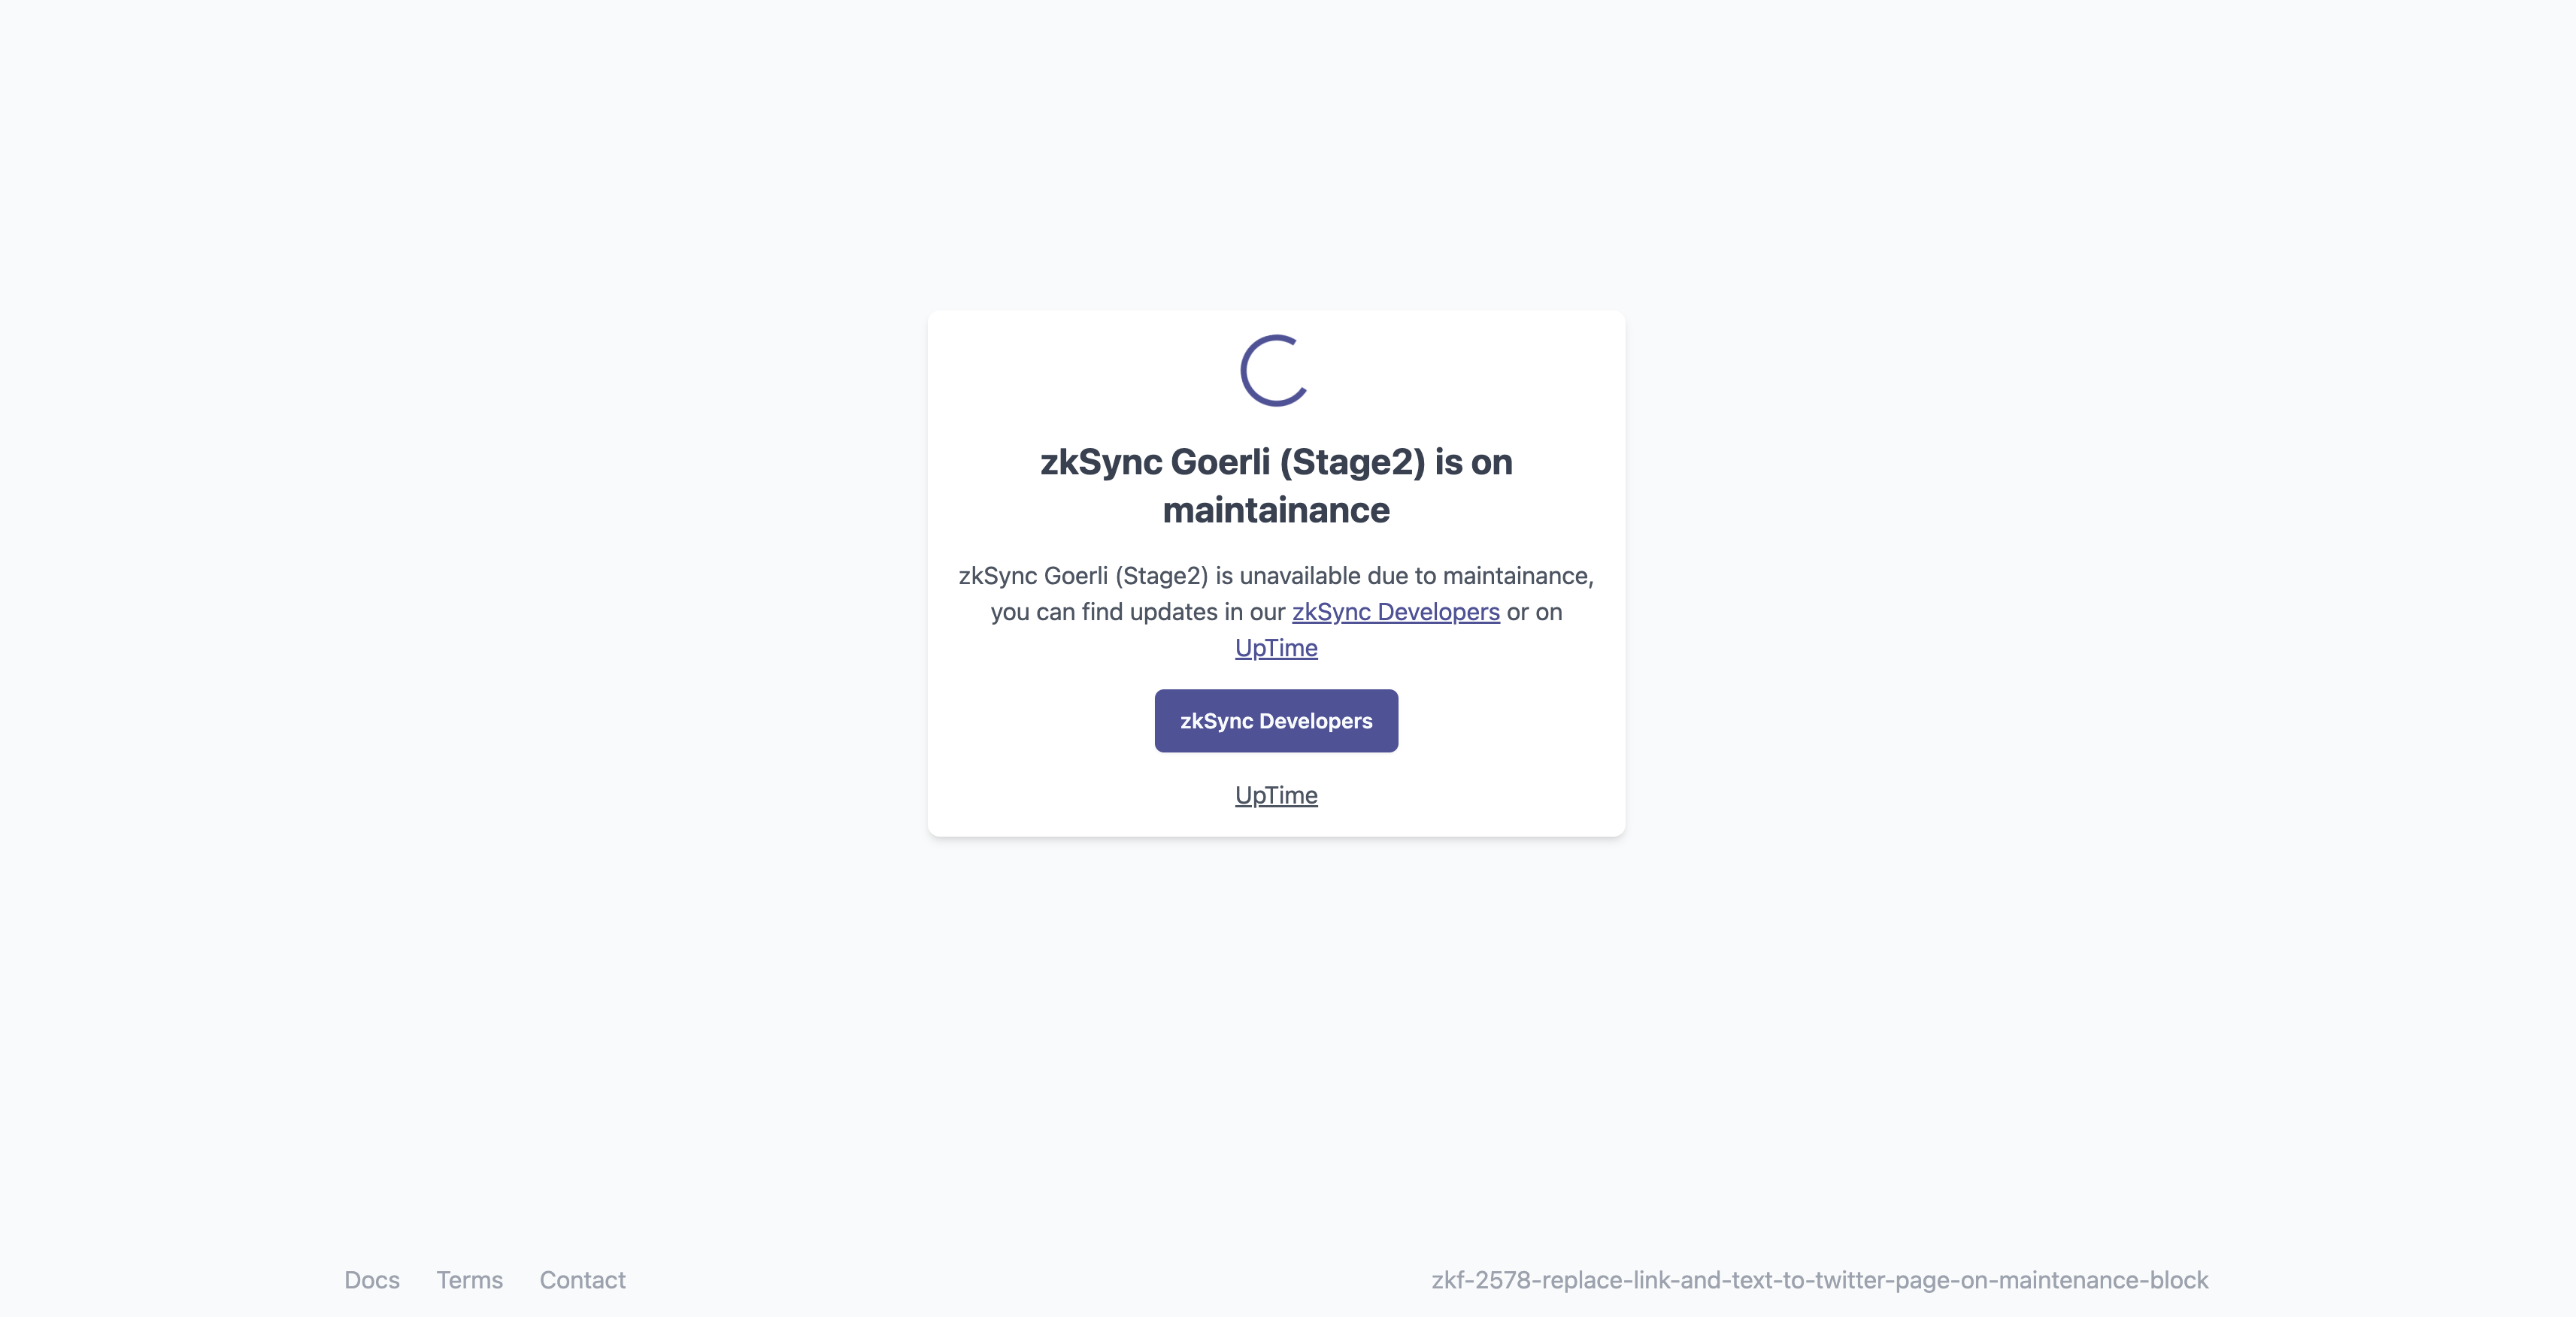 zkSync Goerli (Stage2) is on
maintainance
zkSync Goerli (Stage2) is unavailable due to maintainance,
you can find updates in our zkSync Developers or on
UpTime
zkSync Developers
UpTime
Docs Terms Contact zkf-2578-replace-link-and-text-to-twitter-page-on-maintenance-block